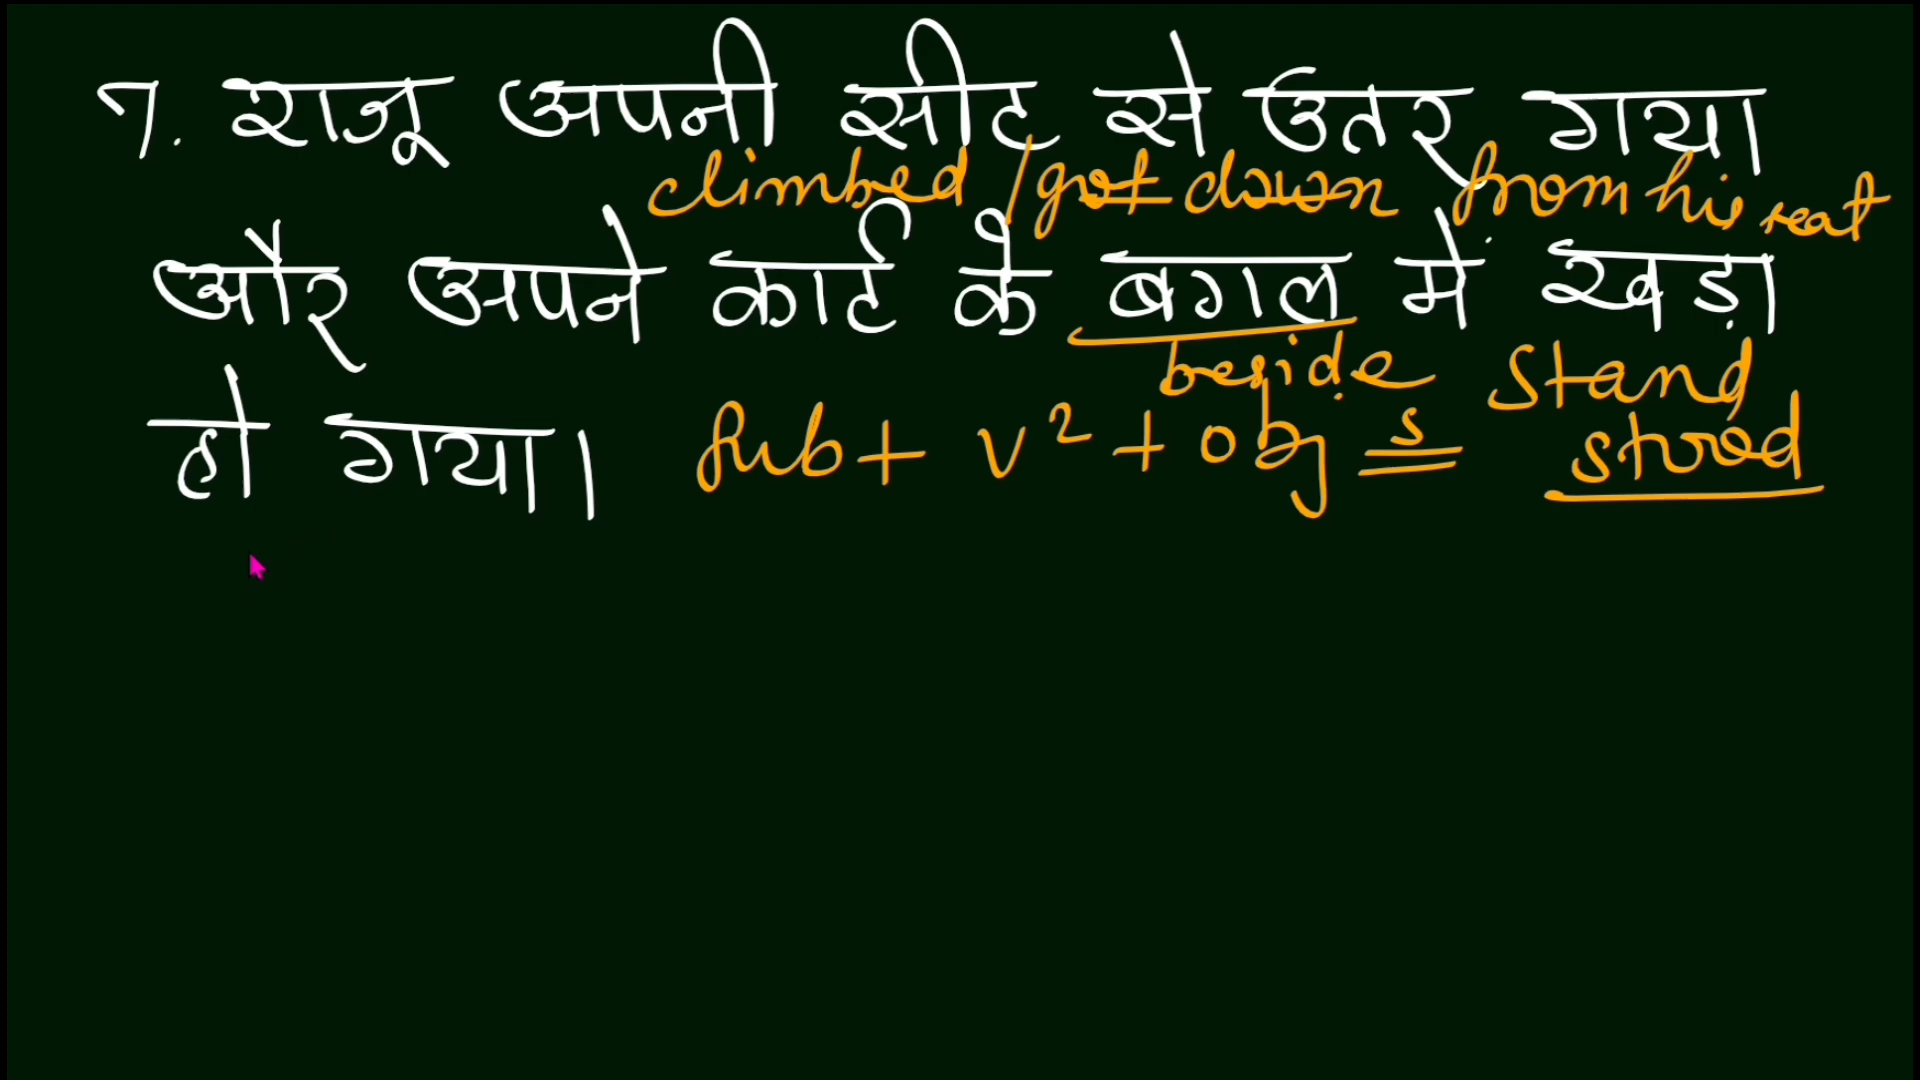 7. राजू अपनी सीट से उतर गया
climbed / got down from his seat
और अपने कार्ट के बगल में खड़ा
beside stand
हो गया। Sub + v² + obj = s stood